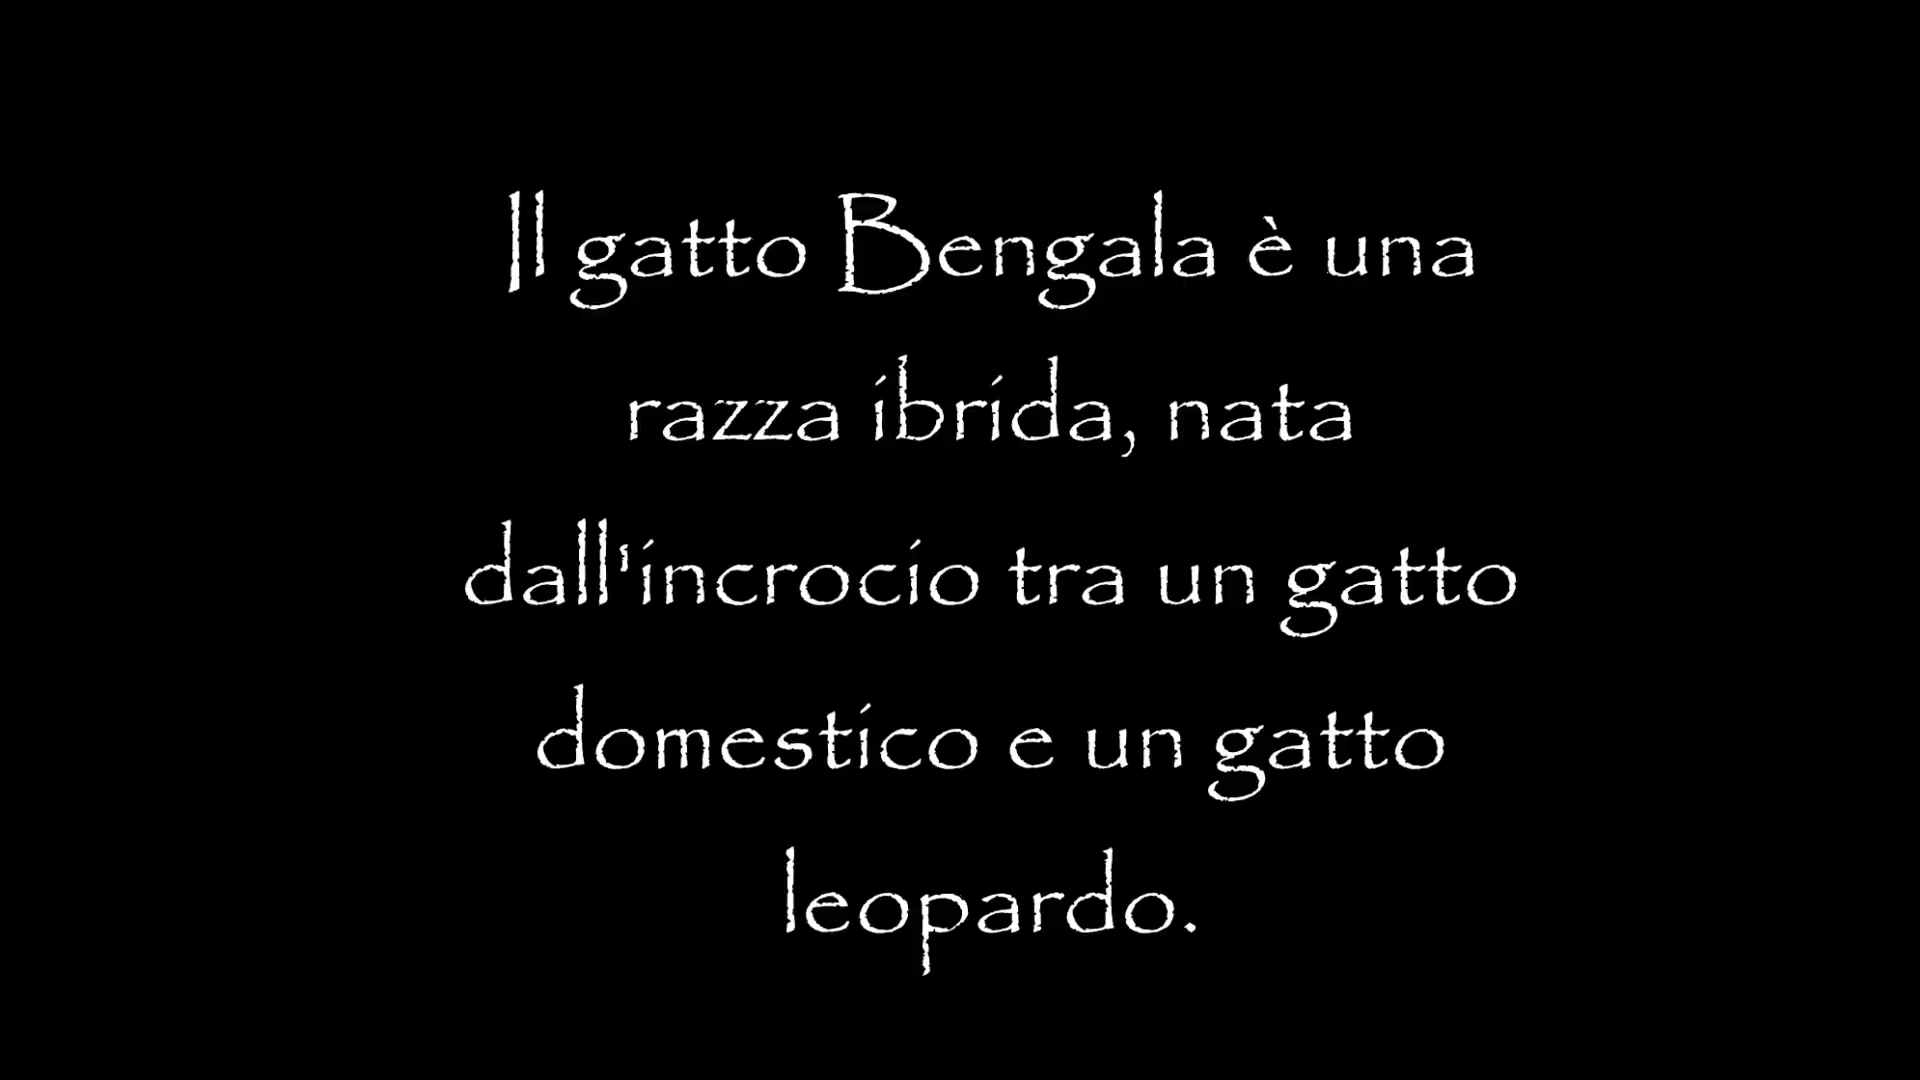 Il gatto Bengala è una
razza ibrida, nata
dall'incrocio tra un gatto
domestico e un gatto
leopardo.